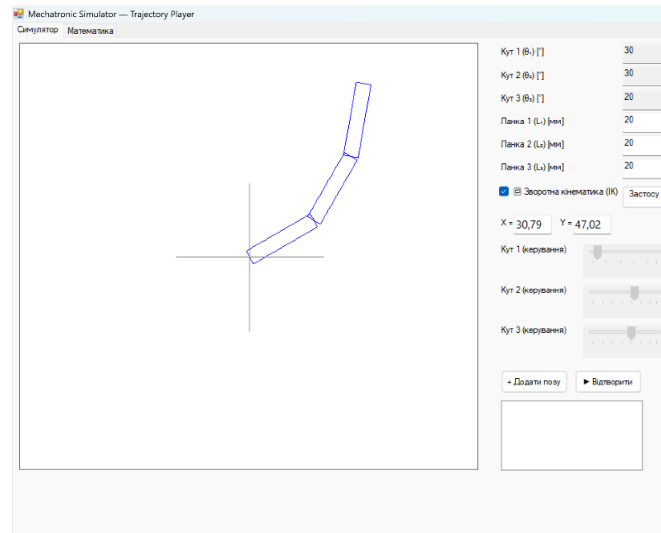 Mechatronic Simulator — Trajectory Player
Симулятор Математика
Кут 1 (θ₁) [°] 30
Кут 2 (θ₂) [°] 30
Кут 3 (θ₃) [°] 20
Ланка 1 (L₁) [мм] 20
Ланка 2 (L₂) [мм] 20
Ланка 3 (L₃) [мм] 20
Зворотна кінематика (IK) Застосу
X = 30,79 Y = 47,02
Кут 1 (керування)
Кут 2 (керування)
Кут 3 (керування)
+ Додати позу ▶ Відтворити